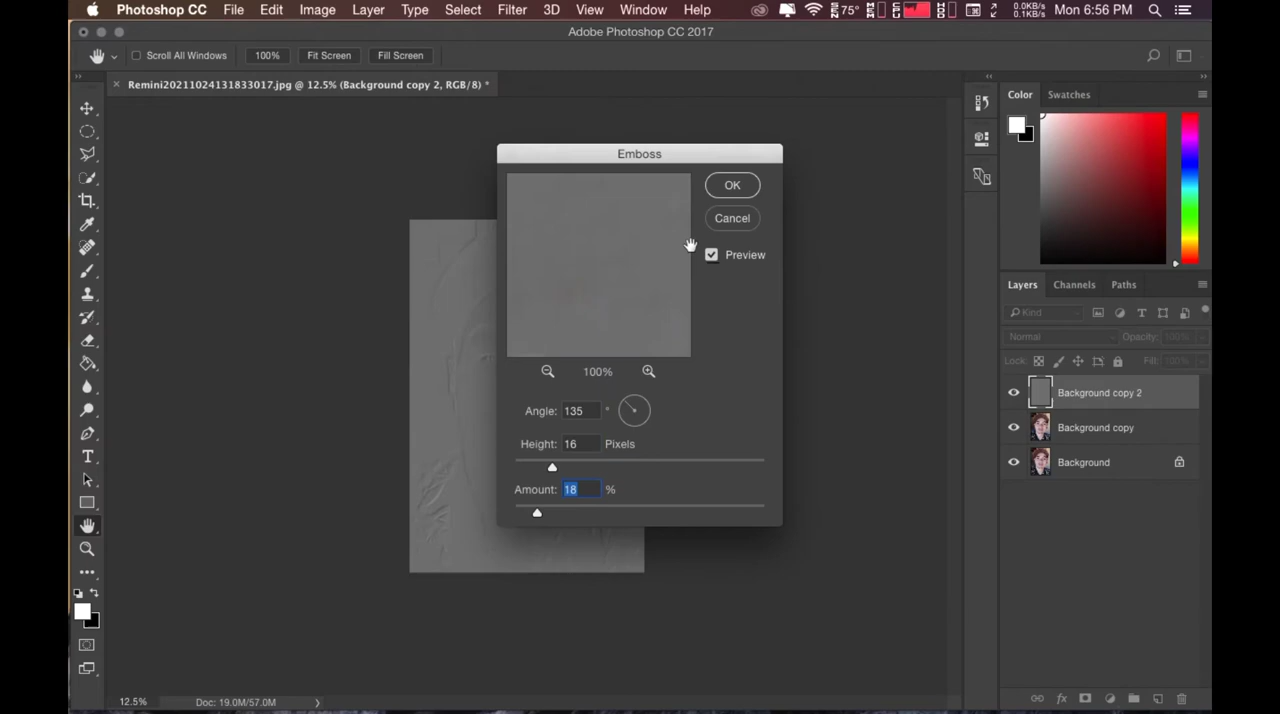 Photoshop CC File Edit Image Layer Type Select Filter 3D View Window Help 75° 0.0KB/s 0.1KB/s Mon 6:56 PM
Adobe Photoshop CC 2017
Scroll All Windows 100% Fit Screen Fill Screen
Remini20211024131833017.jpg @ 12.5% (Background copy 2, RGB/8) *
Color Swatches
Emboss
OK
Cancel
Preview
100%
Angle: 135 °
Height: 16 Pixels
Amount: 18 %
Layers Channels Paths
Kind
Normal Opacity: 100%
Lock: Fill: 100%
Background copy 2
Background copy
Background
12.5% Doc: 19.0M/57.0M